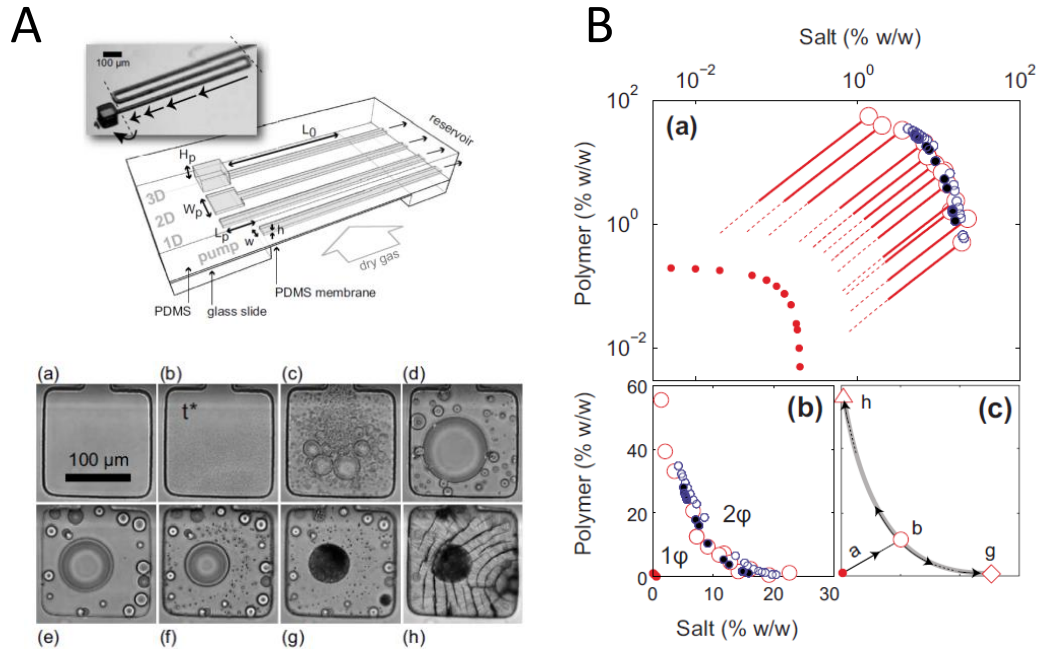 A
100 µm
L0
reservoir
Hp
3D
2D
1D
Wp
Lp
w
h
pump
dry gas
PDMS
glass slide
PDMS membrane
(a)
(b)
(c)
(d)
t*
100 µm
(e)
(f)
(g)
(h)
B
Salt (% w/w)
10^-2
10^0
10^2
10^2
10^0
10^-2
Polymer (% w/w)
(a)
60
40
20
0
Polymer (% w/w)
(b)
2φ
1φ
0
10
20
30
Salt (% w/w)
(c)
h
a
b
g